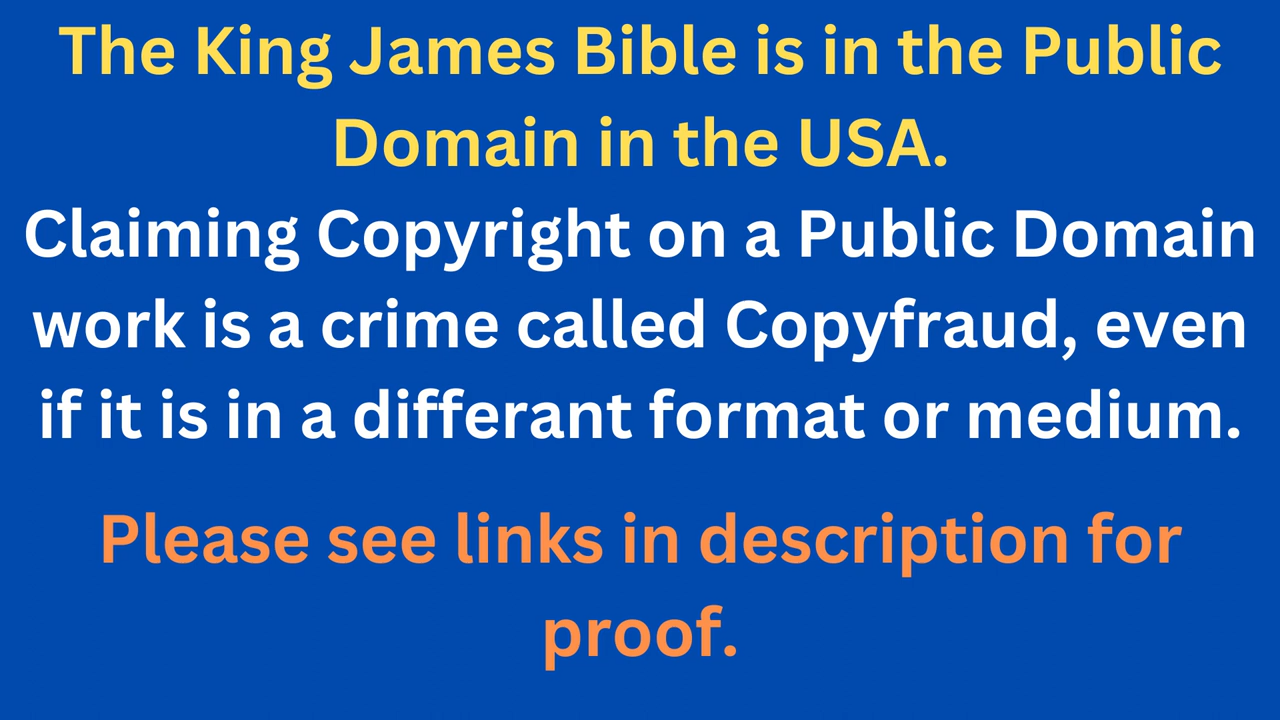 The King James Bible is in the Public
Domain in the USA.
Claiming Copyright on a Public Domain
work is a crime called Copyfraud, even
if it is in a differant format or medium.
Please see links in description for
proof.